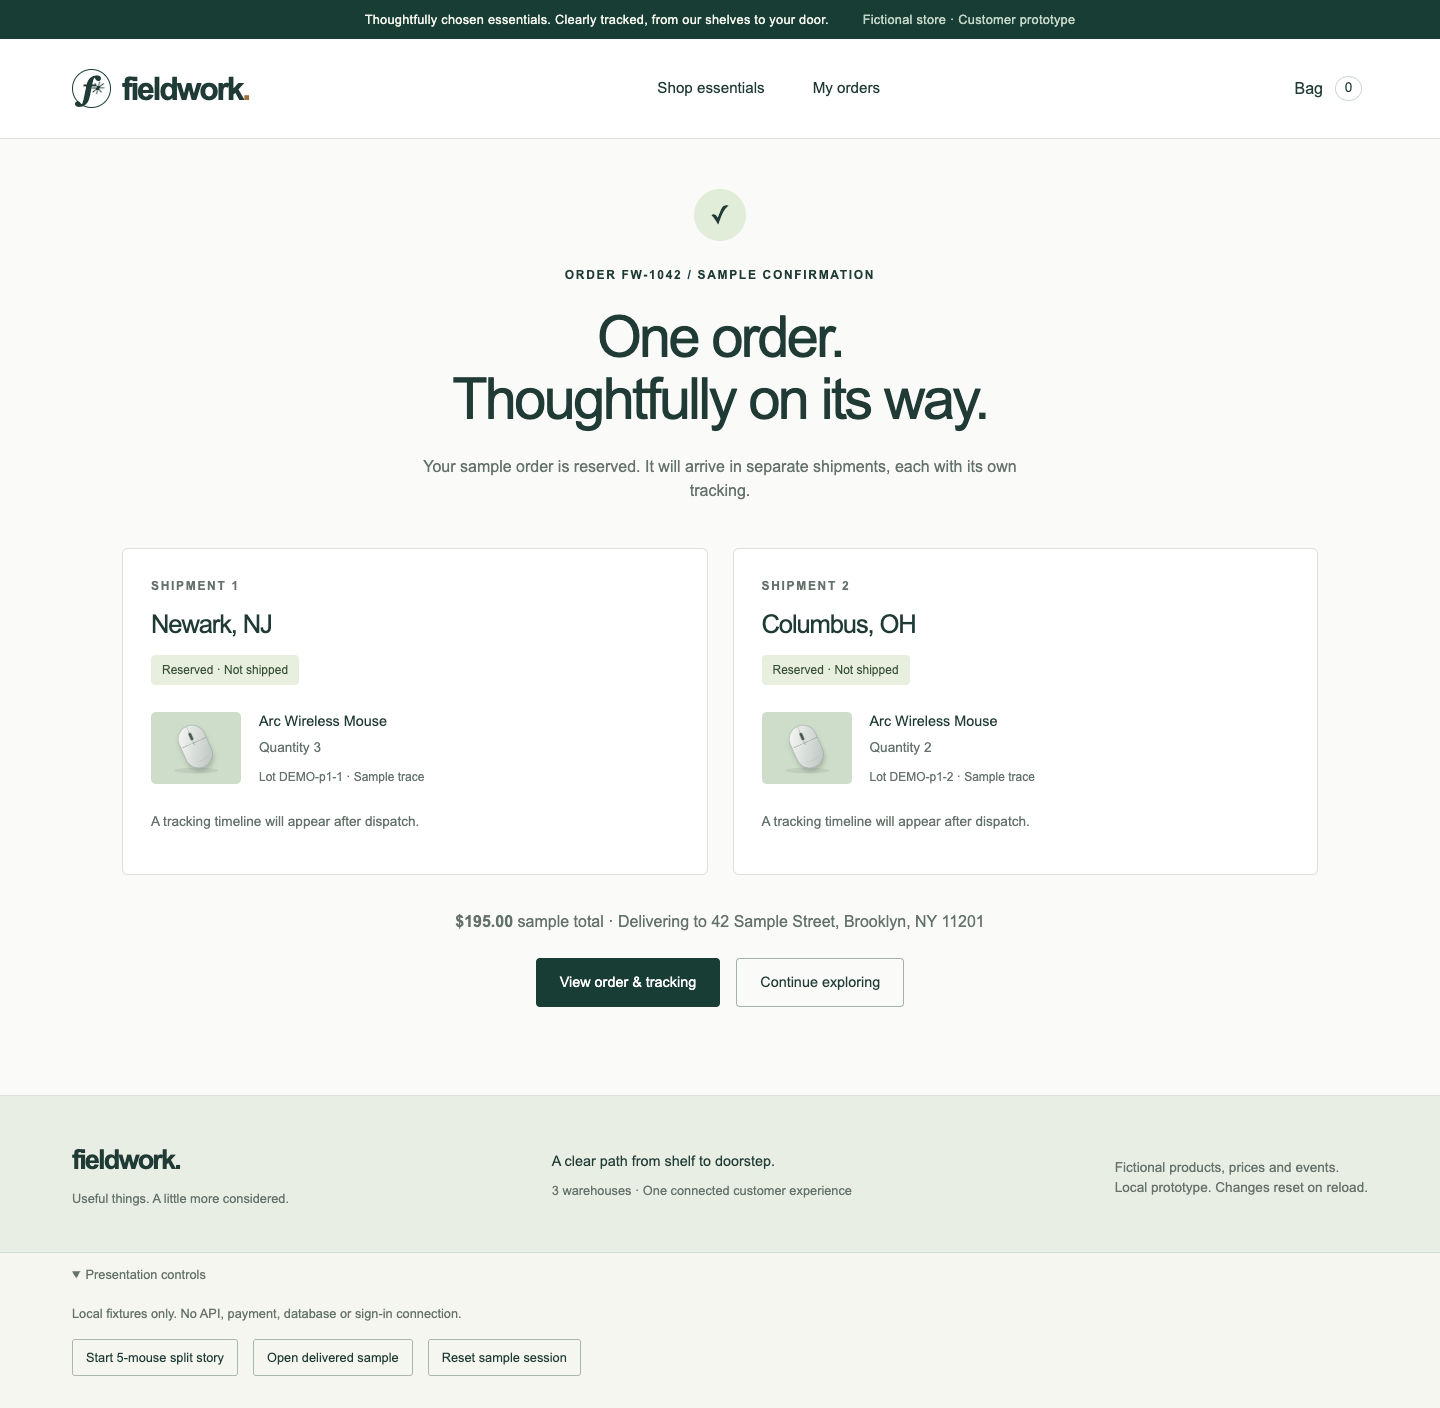 Thoughtfully chosen essentials. Clearly tracked, from our shelves to your door. Fictional store · Customer prototype
fieldwork.
Shop essentials
My orders
Bag 0
ORDER FW-1042 / SAMPLE CONFIRMATION
One order.
Thoughtfully on its way.
Your sample order is reserved. It will arrive in separate shipments, each with its own
tracking.
SHIPMENT 1
Newark, NJ
Reserved · Not shipped
Arc Wireless Mouse
Quantity 3
Lot DEMO-p1-1 · Sample trace
A tracking timeline will appear after dispatch.
SHIPMENT 2
Columbus, OH
Reserved · Not shipped
Arc Wireless Mouse
Quantity 2
Lot DEMO-p1-2 · Sample trace
A tracking timeline will appear after dispatch.
$195.00 sample total · Delivering to 42 Sample Street, Brooklyn, NY 11201
View order & tracking
Continue exploring
fieldwork.
Useful things. A little more considered.
A clear path from shelf to doorstep.
3 warehouses · One connected customer experience
Fictional products, prices and events.
Local prototype. Changes reset on reload.
▼ Presentation controls
Local fixtures only. No API, payment, database or sign-in connection.
Start 5-mouse split story
Open delivered sample
Reset sample session